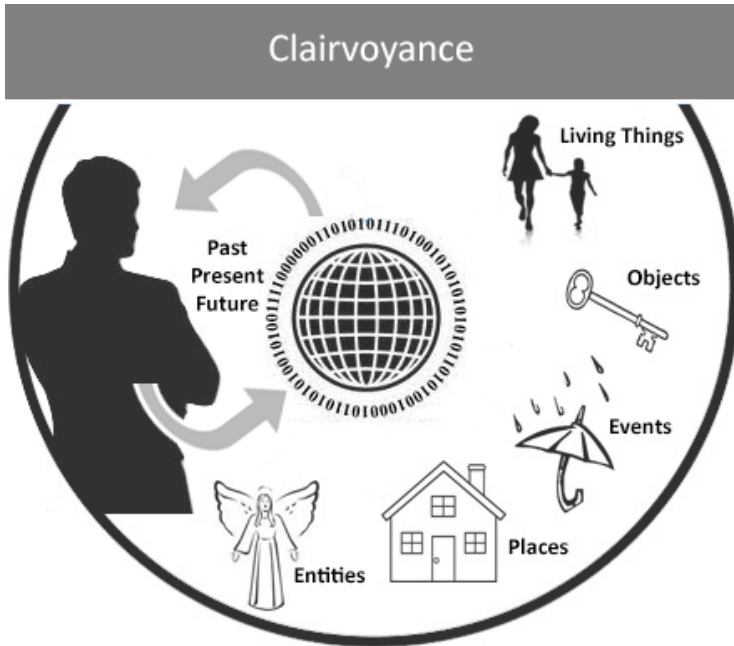 Clairvoyance
Living Things
Past
Present
Future
Objects
Events
Places
Entities